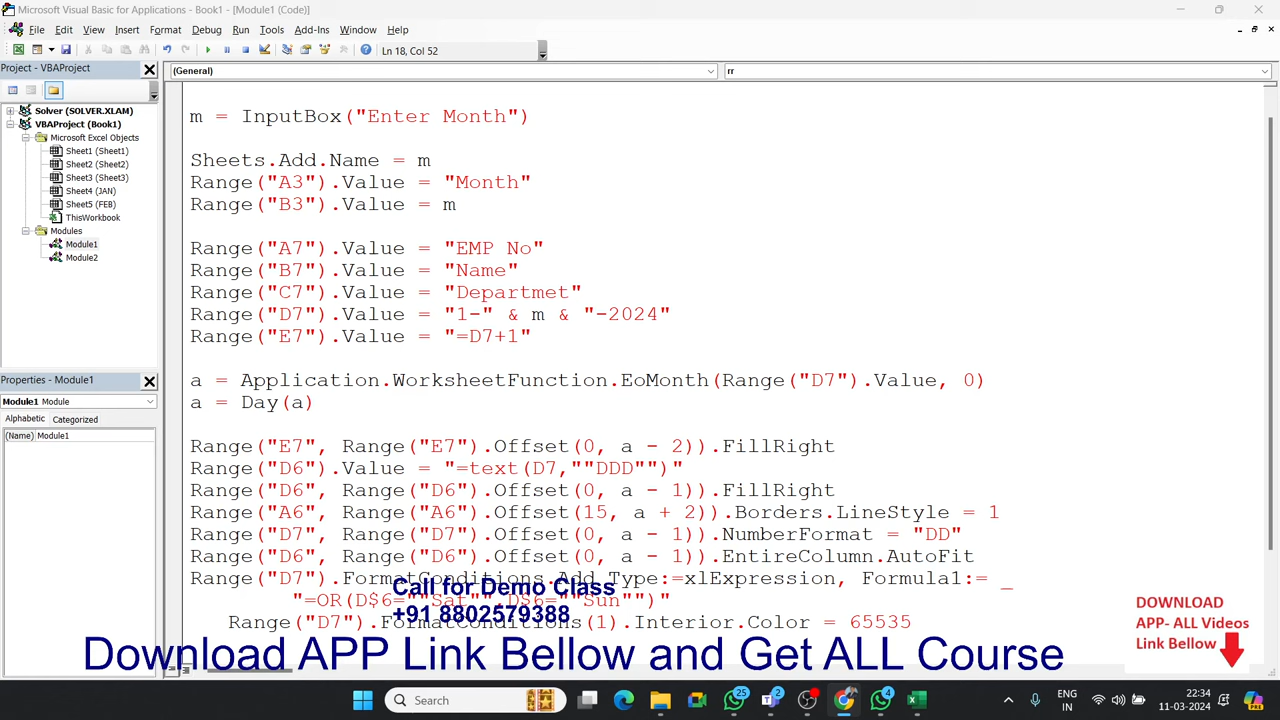 Microsoft Visual Basic for Applications - Book1 - [Module1 (Code)]
File Edit View Insert Format Debug Run Tools Add-Ins Window Help
Ln 18, Col 52
Project - VBAProject
(General)
rr
Solver (SOLVER.XLAM)
VBAProject (Book1)
Microsoft Excel Objects
Sheet1 (Sheet1)
Sheet2 (Sheet2)
Sheet3 (Sheet3)
Sheet4 (JAN)
Sheet5 (FEB)
ThisWorkbook
Modules
Module1
Module2
Properties - Module1
Module1 Module
Alphabetic Categorized
(Name) Module1
m = InputBox("Enter Month")
Sheets.Add.Name = m
Range("A3").Value = "Month"
Range("B3").Value = m
Range("A7").Value = "EMP No"
Range("B7").Value = "Name"
Range("C7").Value = "Departmet"
Range("D7").Value = "1-" & m & "-2024"
Range("E7").Value = "=D7+1"
a = Application.WorksheetFunction.EoMonth(Range("D7").Value, 0)
a = Day(a)
Range("E7", Range("E7").Offset(0, a - 2)).FillRight
Range("D6").Value = "=text(D7,""DDD"")"
Range("D6", Range("D6").Offset(0, a - 1)).FillRight
Range("A6", Range("A6").Offset(15, a + 2)).Borders.LineStyle = 1
Range("D7", Range("D7").Offset(0, a - 1)).NumberFormat = "DD"
Range("D6", Range("D6").Offset(0, a - 1)).EntireColumn.AutoFit
Range("D7").FormatConditions.Add Type:=xlExpression, Formula1:= _
"=OR(D$6=""Sat"",D$6=""Sun"")"
Range("D7").FormatConditions(1).Interior.Color = 65535
Call for Demo Class
+91 8802579388
Download APP Link Bellow and Get ALL Course
DOWNLOAD
APP- ALL Videos
Link Bellow
Search
25
2
4
ENG
IN
22:34
11-03-2024